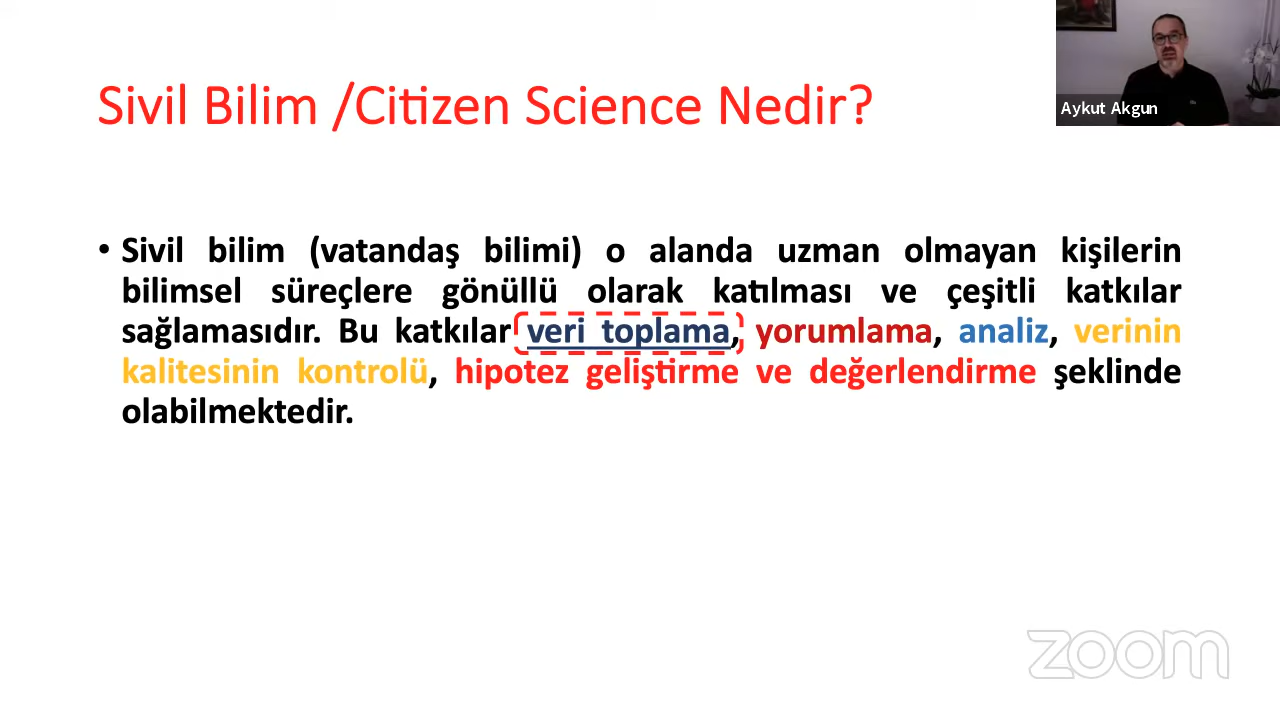 Sivil Bilim /Citizen Science Nedir?
Aykut Akgun
• Sivil bilim (vatandaş bilimi) o alanda uzman olmayan kişilerin
bilimsel süreçlere gönüllü olarak katılması ve çeşitli katkılar
sağlamasıdır. Bu katkılar veri toplama, yorumlama, analiz, verinin
kalitesinin kontrolü, hipotez geliştirme ve değerlendirme şeklinde
olabilmektedir.
zoom